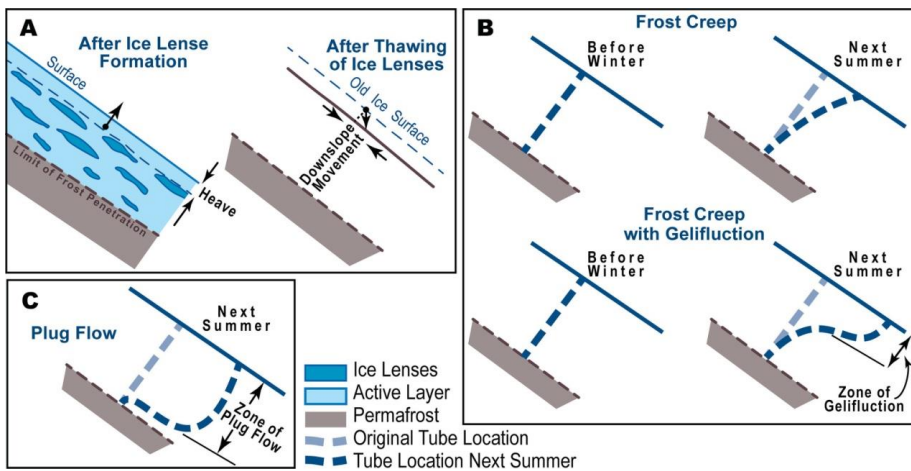 A
After Ice Lense
Formation
Surface
Limit of Frost Penetration
Heave
After Thawing
of Ice Lenses
Old Ice Surface
Downslope
Movement
B
Frost Creep
Before
Winter
Next
Summer
Frost Creep
with Gelifluction
Before
Winter
Next
Summer
Zone of
Gelifluction
C
Plug Flow
Next
Summer
Zone of
Plug Flow
Ice Lenses
Active Layer
Permafrost
Original Tube Location
Tube Location Next Summer